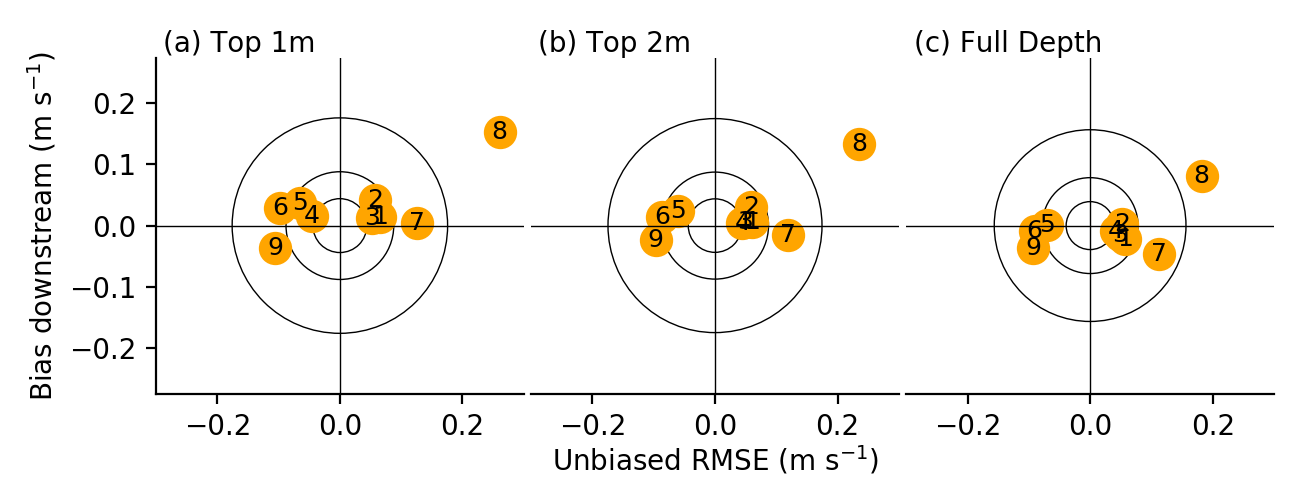 (a) Top 1m (b) Top 2m (c) Full Depth
Bias downstream (m s⁻¹)
0.2
0.1
0.0
−0.1
−0.2
8
6 5 4 2 3 1 7
9
8
6 5 2 4 3 1 7
9
8
6 5 2 4 3 1 7
9
−0.2 0.0 0.2 −0.2 0.0 0.2 −0.2 0.0 0.2
Unbiased RMSE (m s⁻¹)